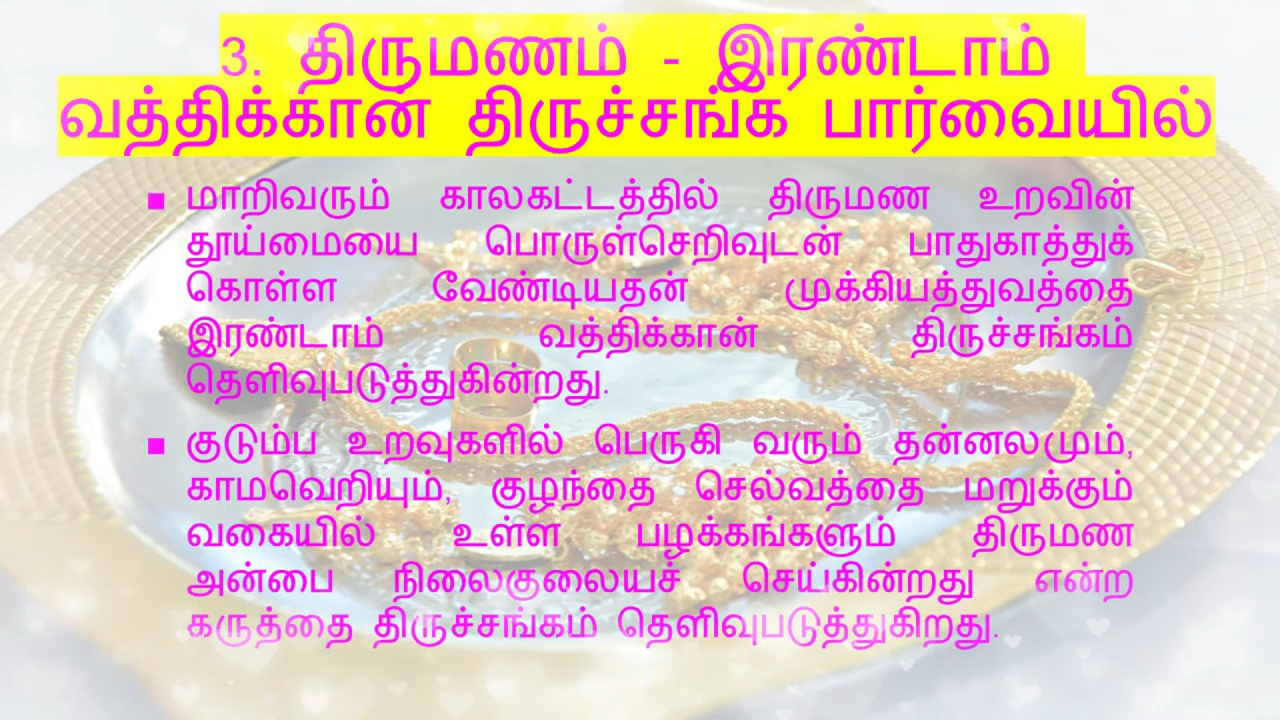 3. திருமணம் - இரண்டாம்
வத்திக்கான் திருச்சங்க பார்வையில்
▪ மாறிவரும் காலகட்டத்தில் திருமண உறவின்
தூய்மையை பொருள்செறிவுடன் பாதுகாத்துக்
கொள்ள வேண்டியதன் முக்கியத்துவத்தை
இரண்டாம் வத்திக்கான் திருச்சங்கம்
தெளிவுபடுத்துகின்றது.
▪ குடும்ப உறவுகளில் பெருகி வரும் தன்னலமும்,
காமவெறியும், குழந்தை செல்வத்தை மறுக்கும்
வகையில் உள்ள பழக்கங்களும் திருமண
அன்பை நிலைகுலையச் செய்கின்றது என்ற
கருத்தை திருச்சங்கம் தெளிவுபடுத்துகிறது.